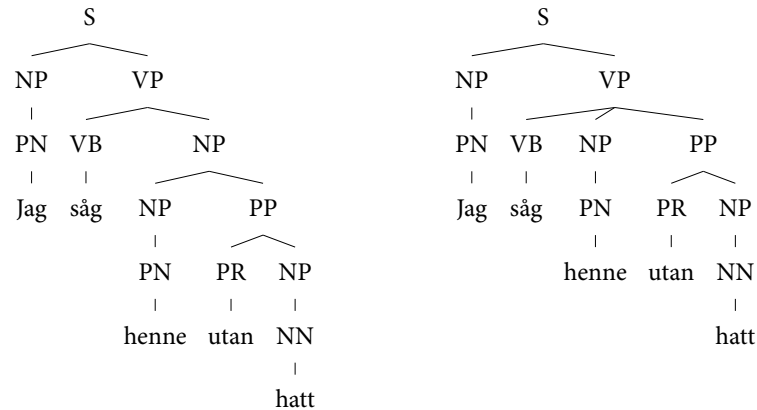 S S
NP VP NP VP
PN VB NP PN VB NP PP
Jag såg NP PP Jag såg PN PR NP
PN PR NP henne utan NN
henne utan NN hatt
hatt